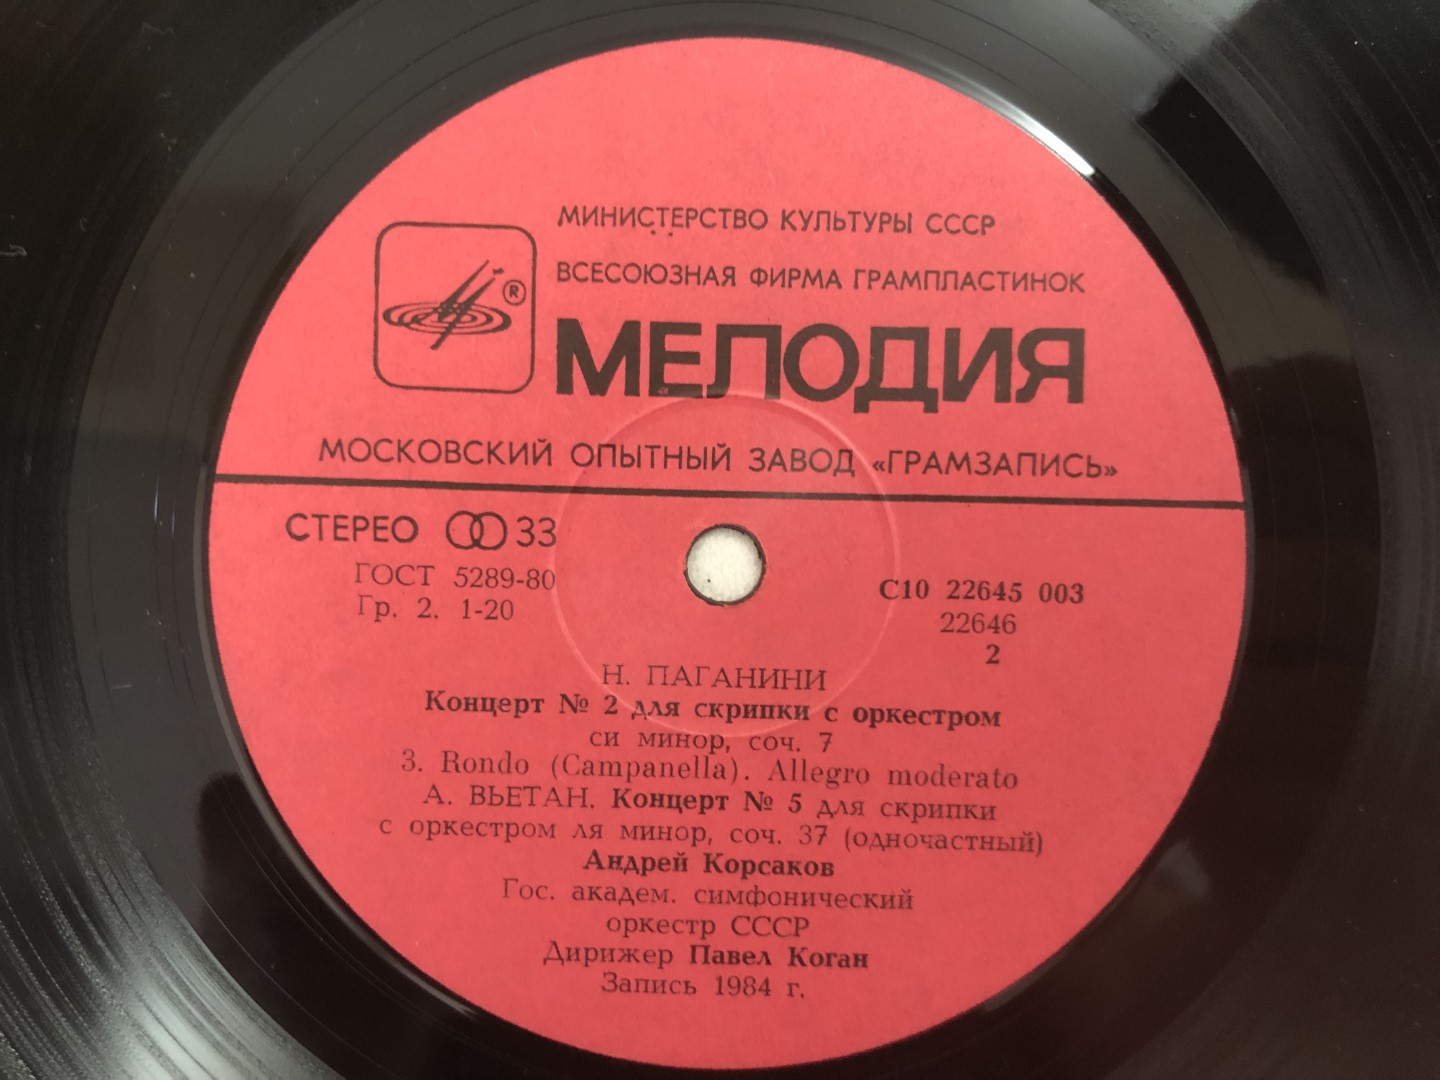 МИНИСТЕРСТВО КУЛЬТУРЫ СССР
ВСЕСОЮЗНАЯ ФИРМА ГРАМПЛАСТИНОК
®
МЕЛОДИЯ
МОСКОВСКИЙ ОПЫТНЫЙ ЗАВОД «ГРАМЗАПИСЬ»
СТЕРЕО 33
ГОСТ 5289-80
Гр. 2. 1-20
С10 22645 003
22646
2
Н. ПАГАНИНИ
Концерт № 2 для скрипки с оркестром
си минор, соч. 7
3. Rondo (Campanella). Allegro moderato
А. ВЬЕТАН. Концерт № 5 для скрипки
с оркестром ля минор, соч. 37 (одночастный)
Андрей Корсаков
Гос. академ. симфонический
оркестр СССР
Дирижер Павел Коган
Запись 1984 г.